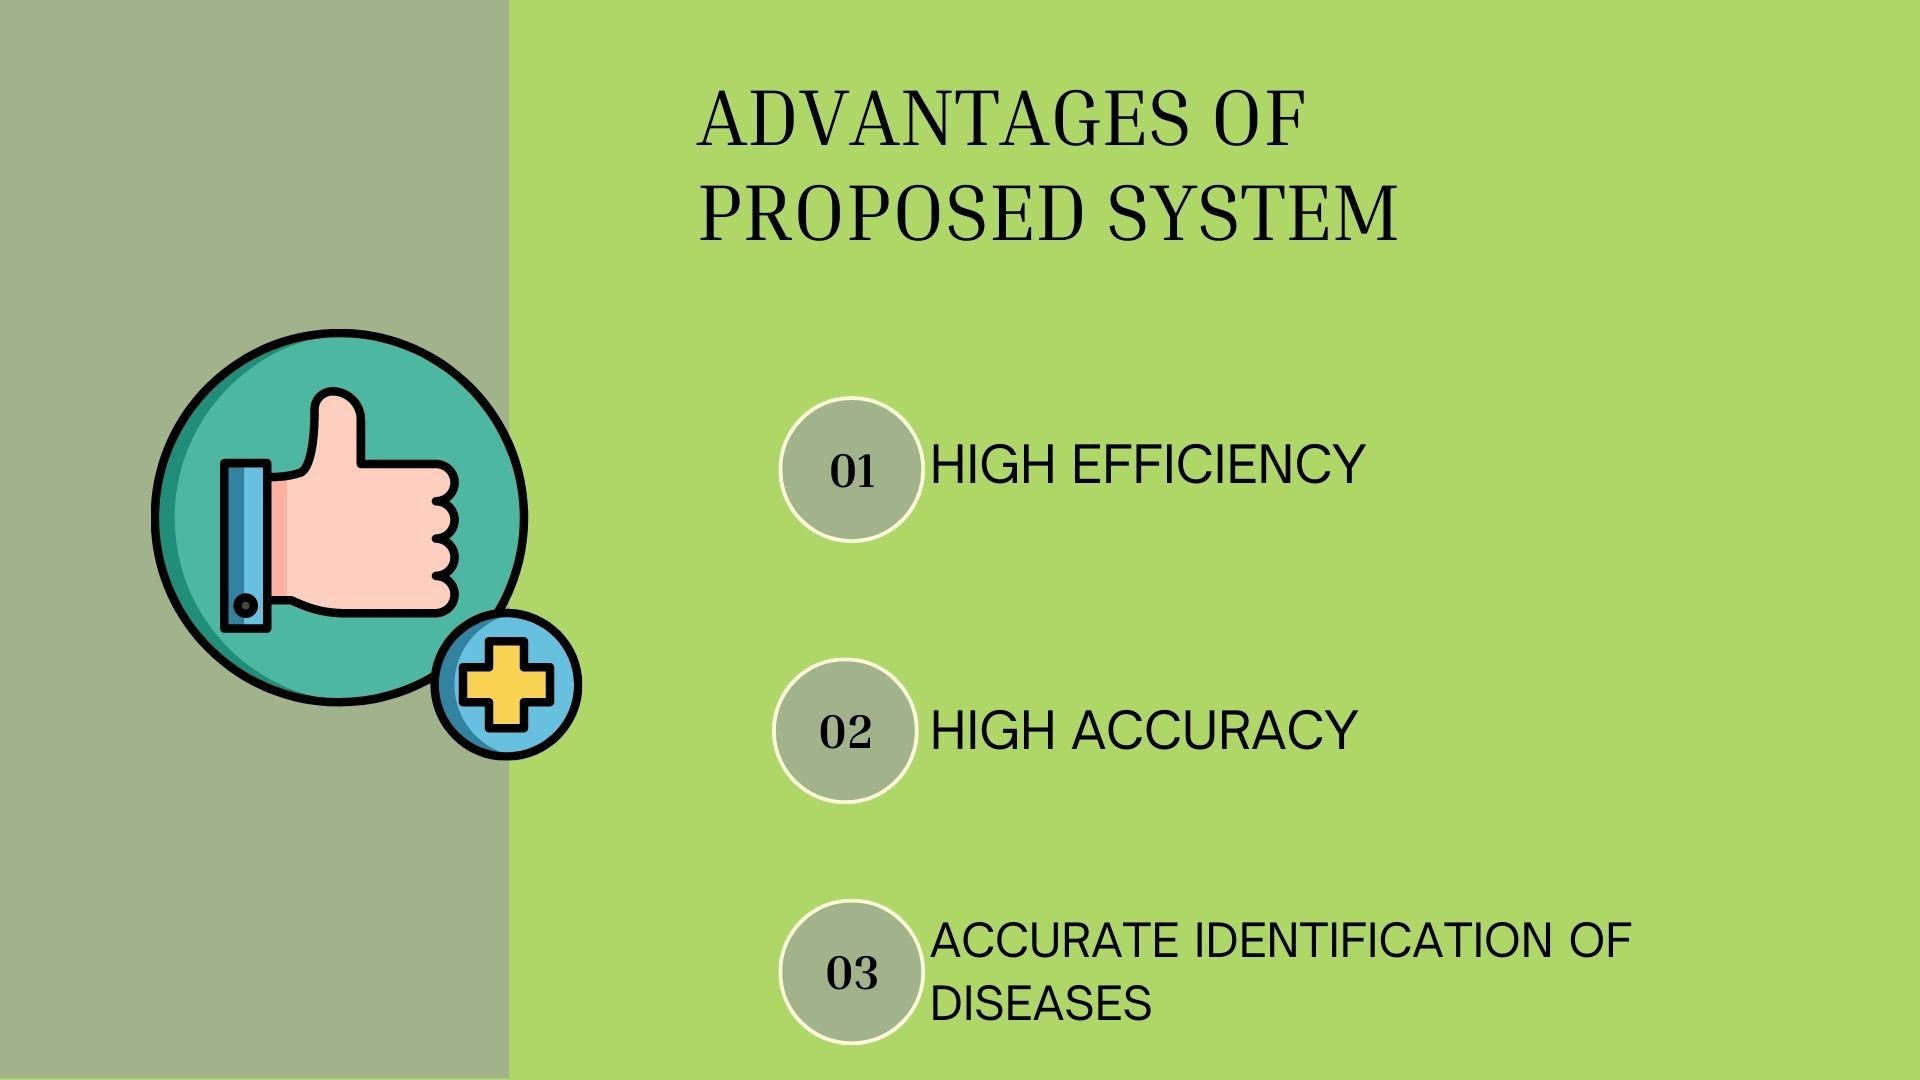 ADVANTAGES OF
PROPOSED SYSTEM
01 HIGH EFFICIENCY
02 HIGH ACCURACY
03 ACCURATE IDENTIFICATION OF
DISEASES